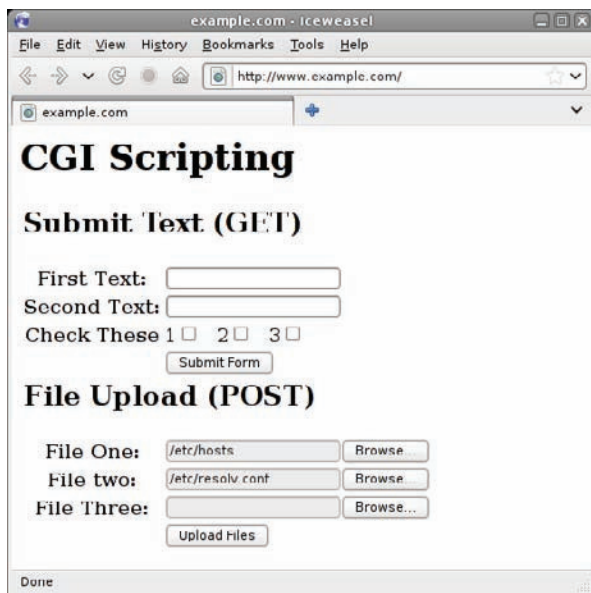 example.com - Iceweasel
File Edit View History Bookmarks Tools Help
http://www.example.com/
example.com
CGI Scripting
Submit Text (GET)
First Text:
Second Text:
Check These 1 2 3
Submit Form
File Upload (POST)
File One: /etc/hosts Browse...
File two: /etc/resolv.conf Browse...
File Three: Browse...
Upload Files
Done